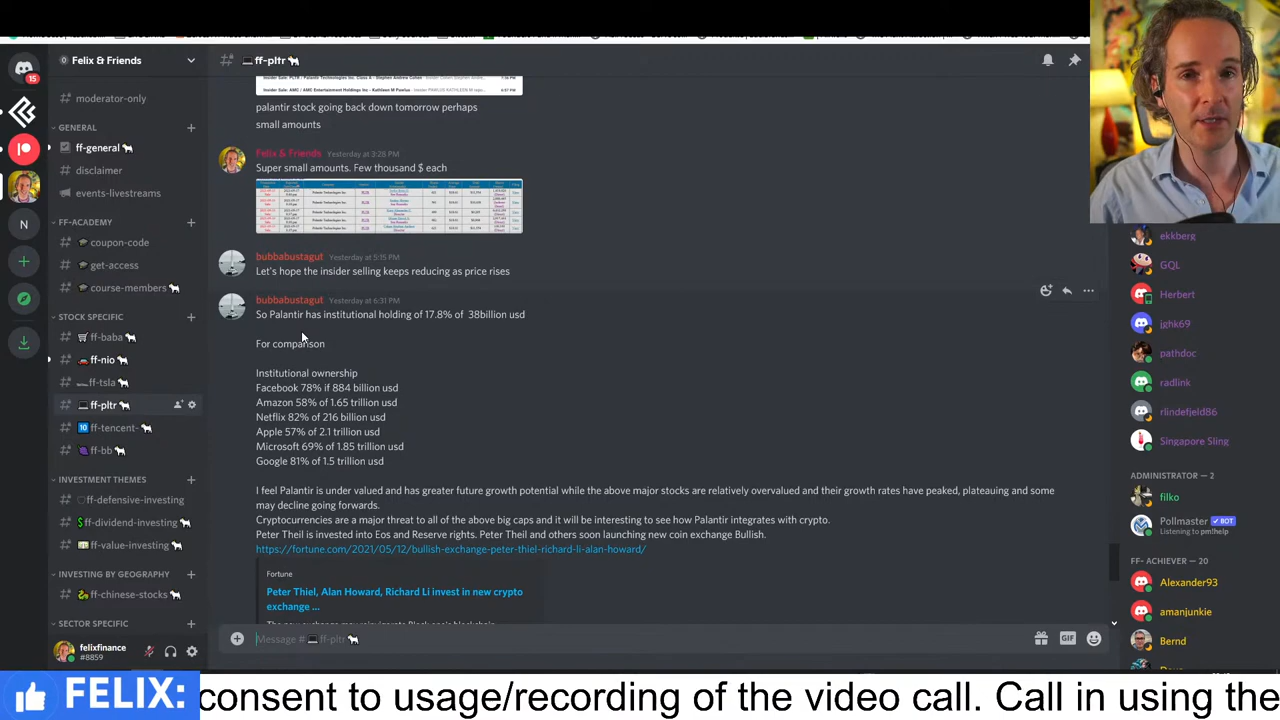 Felix & Friends
ff-pltr
15
moderator-only
GENERAL
ff-general
disclaimer
events-livestreams
FF-ACADEMY
N
coupon-code
get-access
course-members
STOCK SPECIFIC
ff-baba
ff-nio
ff-tsla
ff-pltr
ff-tencent-
ff-bb
INVESTMENT THEMES
ff-defensive-investing
ff-dividend-investing
ff-value-investing
INVESTING BY GEOGRAPHY
ff-chinese-stocks
SECTOR SPECIFIC
felixfinance
#8859
Insider Sale: PLTR / Palantir Technologies Inc. Class A - Stephen Andrew Cohen
palantir stock going back down tomorrow perhaps
small amounts
Felix & Friends Yesterday at 3:28 PM
Super small amounts. Few thousand $ each
bubbabustagut Yesterday at 5:15 PM
Let's hope the insider selling keeps reducing as price rises
bubbabustagut Yesterday at 6:31 PM
So Palantir has institutional holding of 17.8% of 38billion usd
For comparison
Institutional ownership
Facebook 78% if 884 billion usd
Amazon 58% of 1.65 trillion usd
Netflix 82% of 216 billion usd
Apple 57% of 2.1 trillion usd
Microsoft 69% of 1.85 trillion usd
Google 81% of 1.5 trillion usd
I feel Palantir is under valued and has greater future growth potential while the above major stocks are relatively overvalued and their growth rates have peaked, plateauing and some
may decline going forwards.
Cryptocurrencies are a major threat to all of the above big caps and it will be interesting to see how Palantir integrates with crypto.
Peter Theil is invested into Eos and Reserve rights. Peter Theil and others soon launching new coin exchange Bullish.
https://fortune.com/2021/05/12/bullish-exchange-peter-thiel-richard-li-alan-howard/
Fortune
Peter Thiel, Alan Howard, Richard Li invest in new crypto
exchange ...
Message # ff-pltr
GIF
ekkberg
GQL
Herbert
jghk69
pathdoc
radlink
rlindefjeld86
Singapore Sling
ADMINISTRATOR — 2
filko
Pollmaster BOT
Listening to pm!help
FF- ACHIEVER — 20
Alexander93
amanjunkie
Bernd
FELIX: consent to usage/recording of the video call. Call in using the